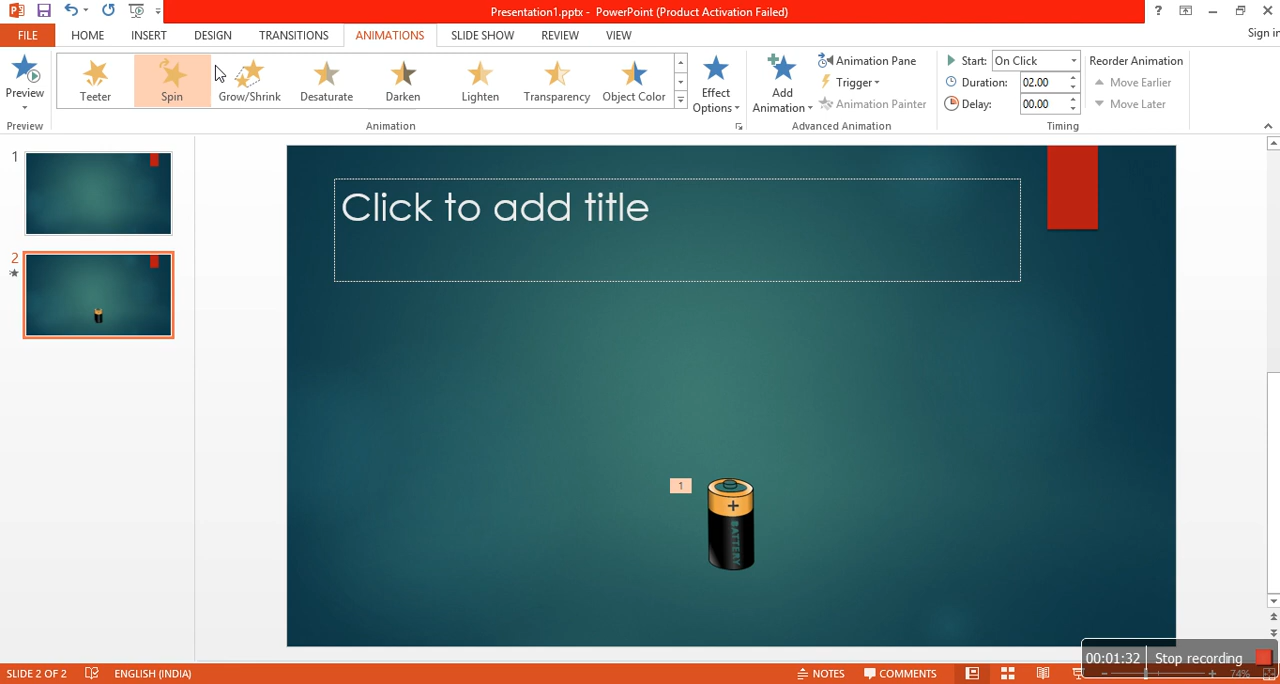 Presentation1.pptx - PowerPoint (Product Activation Failed)
?
FILE HOME INSERT DESIGN TRANSITIONS ANIMATIONS SLIDE SHOW REVIEW VIEW Sign in
Preview
Teeter Spin Grow/Shrink Desaturate Darken Lighten Transparency Object Color
Effect Options
Add Animation
Animation Pane
Trigger
Animation Painter
Start: On Click
Duration: 02.00
Delay: 00.00
Reorder Animation
Move Earlier
Move Later
Preview Animation Advanced Animation Timing
1
2
Click to add title
1
+
BATTERY
00:01:32 Stop recording
SLIDE 2 OF 2 ENGLISH (INDIA) NOTES COMMENTS 74%